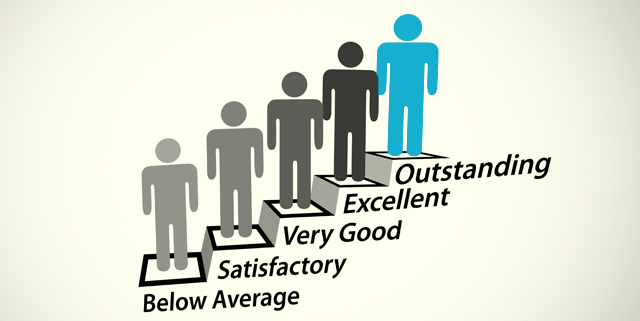 Outstanding
Excellent
Very Good
Satisfactory
Below Average